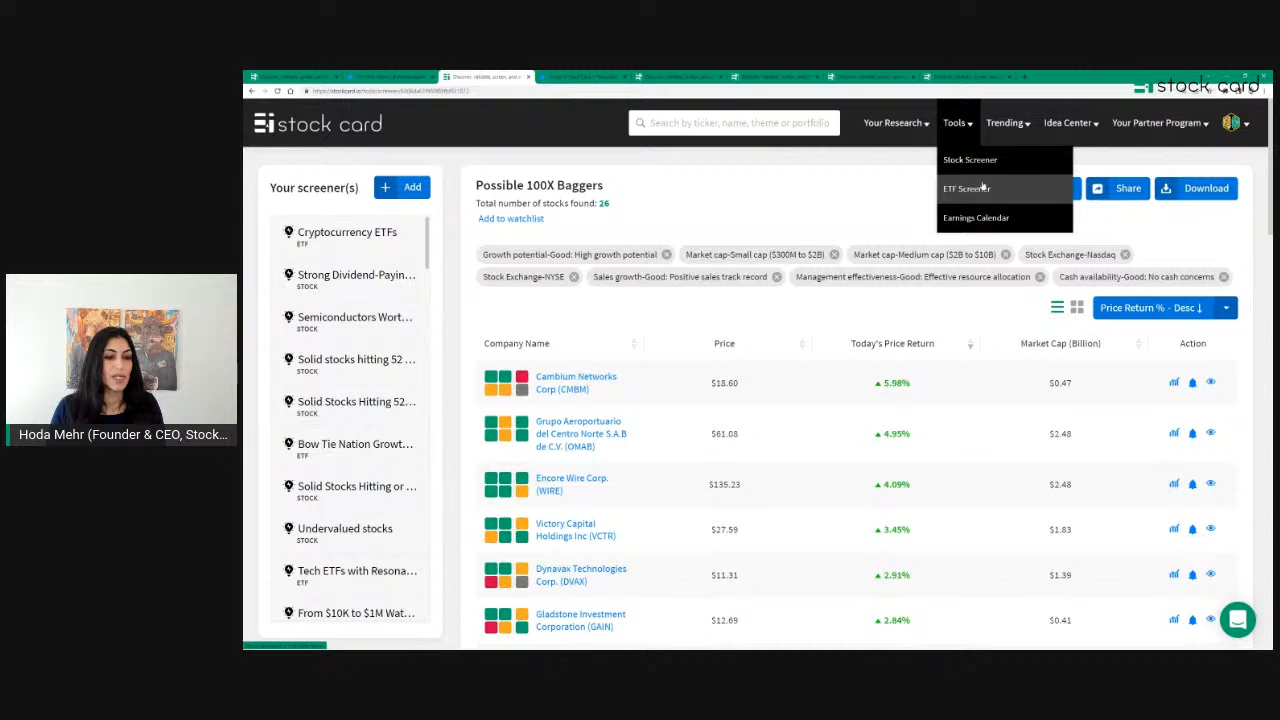 stock card
https://stockcard.io/tools/screener/
stock card
Search by ticker, name, theme or portfolio
Your Research
Tools
Trending
Idea Center
Your Partner Program
Stock Screener
ETF Screener
Earnings Calendar
Your screener(s)
+ Add
Cryptocurrency ETFs
ETF
Strong Dividend-Payin...
STOCK
Semiconductors Wort...
STOCK
Solid stocks hitting 52 ...
STOCK
Solid Stocks Hitting 52...
STOCK
Bow Tie Nation Growt...
ETF
Solid Stocks Hitting or ...
STOCK
Undervalued stocks
STOCK
Tech ETFs with Resona...
ETF
From $10K to $1M Wat...
STOCK
Possible 100X Baggers
Total number of stocks found: 26
Add to watchlist
Share
Download
Growth potential-Good: High growth potential
Market cap-Small cap ($300M to $2B)
Market cap-Medium cap ($2B to $10B)
Stock Exchange-Nasdaq
Stock Exchange-NYSE
Sales growth-Good: Positive sales track record
Management effectiveness-Good: Effective resource allocation
Cash availability-Good: No cash concerns
Price Return % - Desc ↓
Company Name Price Today's Price Return Market Cap (Billion) Action
Cambium Networks
Corp (CMBM)
$18.60
5.98%
$0.47
Grupo Aeroportuario
del Centro Norte S.A.B
de C.V. (OMAB)
$61.08
4.95%
$2.48
Encore Wire Corp.
(WIRE)
$135.23
4.09%
$2.48
Victory Capital
Holdings Inc (VCTR)
$27.59
3.45%
$1.83
Dynavax Technologies
Corp. (DVAX)
$11.31
2.91%
$1.39
Gladstone Investment
Corporation (GAIN)
$12.69
2.84%
$0.41
Hoda Mehr (Founder & CEO, Stock...